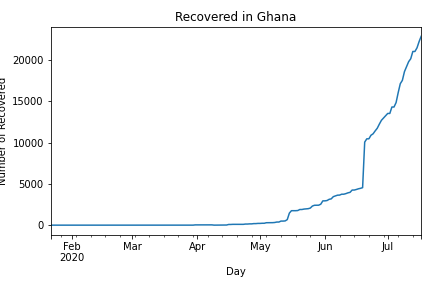 Recovered in Ghana
Number of Recovered
20000
15000
10000
5000
0
Feb
2020
Mar
Apr
May
Jun
Jul
Day